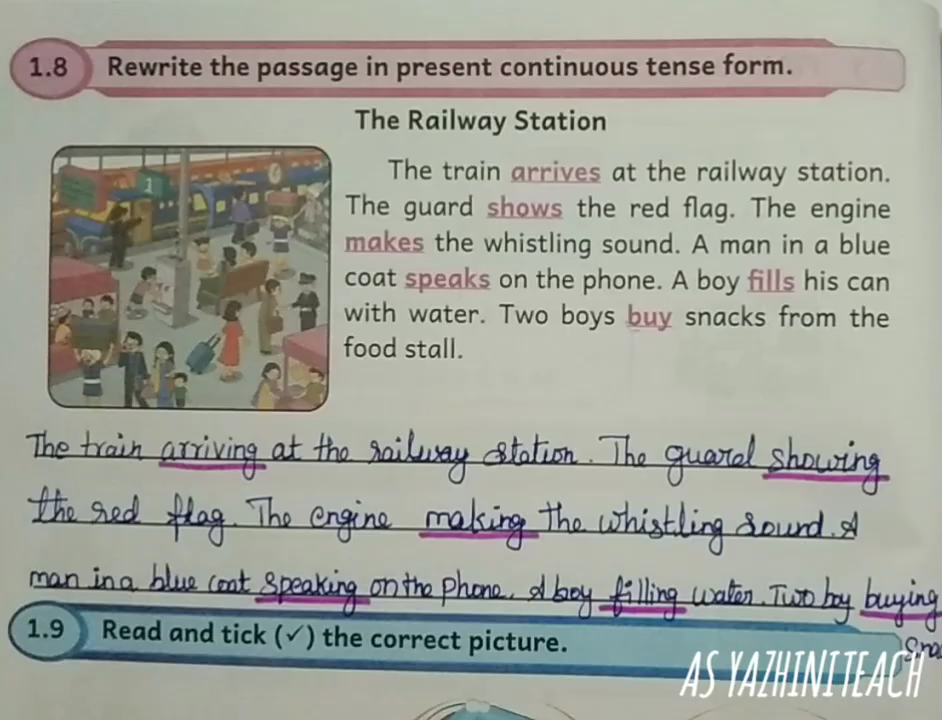 1.8 Rewrite the passage in present continuous tense form.
The Railway Station
1
The train arrives at the railway station.
The guard shows the red flag. The engine
makes the whistling sound. A man in a blue
coat speaks on the phone. A boy fills his can
with water. Two boys buy snacks from the
food stall.
The train arriving at the railway station. The guard showing
the red flag. The engine making the whistling sound. A
man in a blue coat speaking on the phone. A boy filling water. Two boy buying
1.9 Read and tick (✓) the correct picture.
AS YAZHINI TEACH